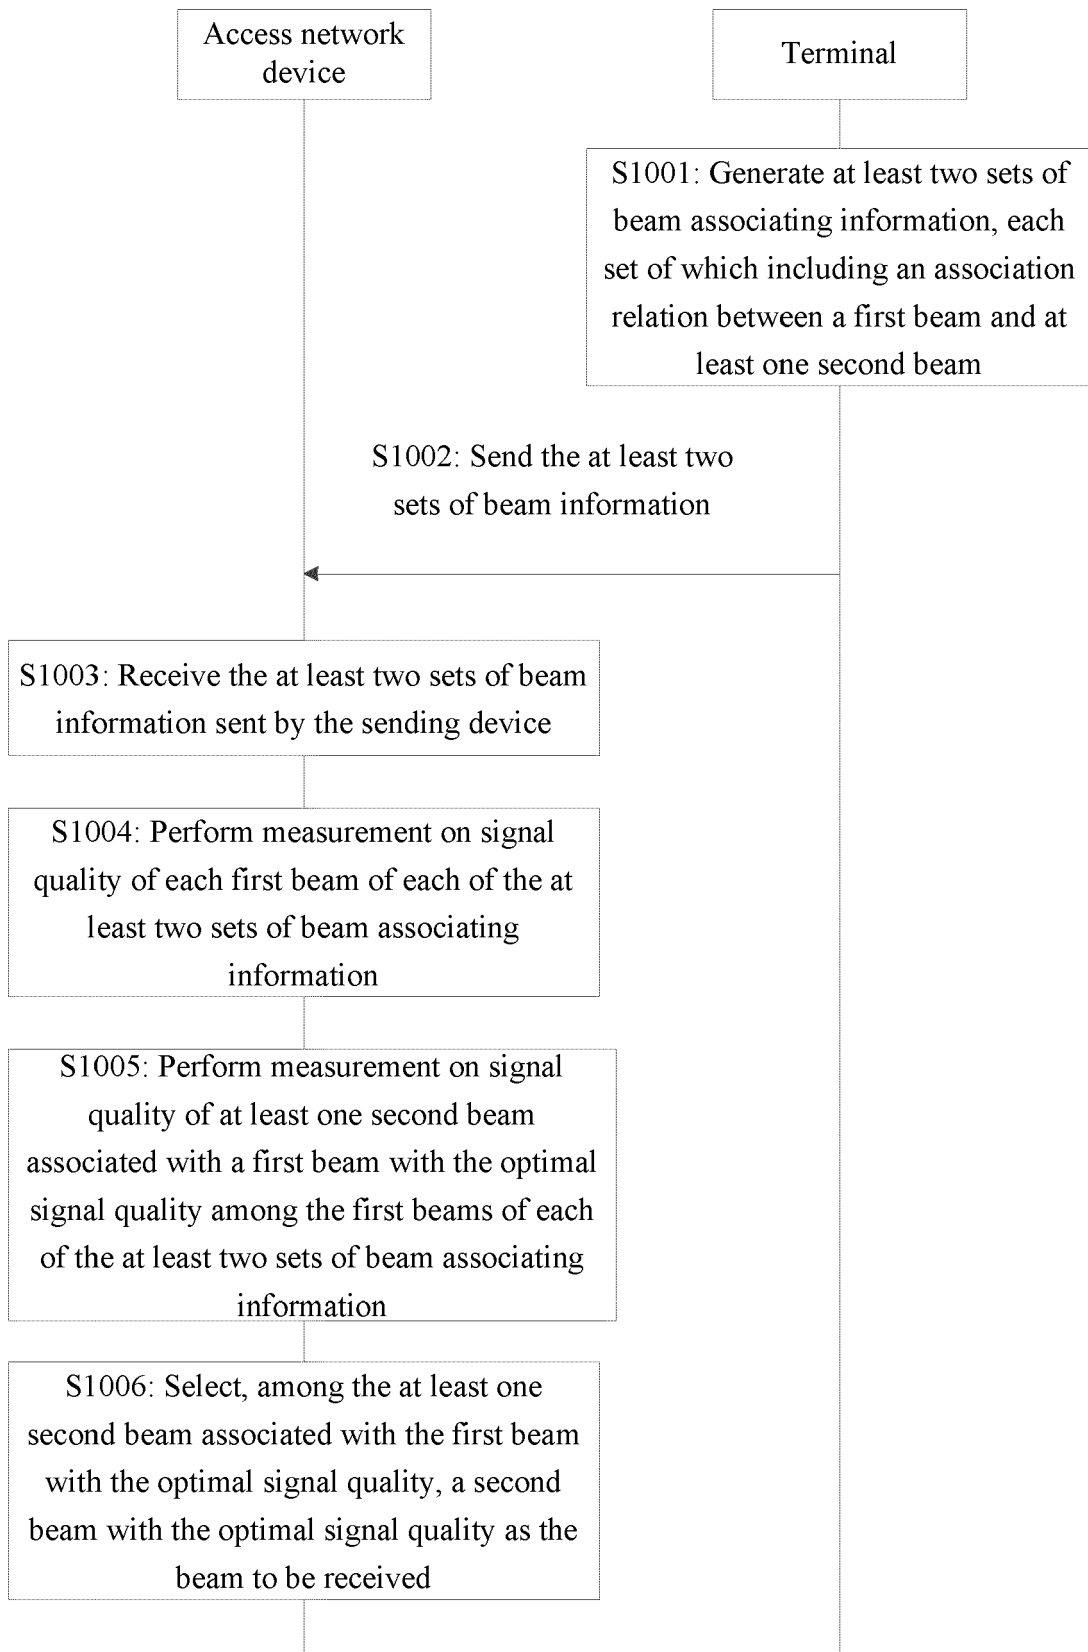 Access network
device
Terminal
S1001: Generate at least two sets of
beam associating information, each
set of which including an association
relation between a first beam and at
least one second beam
S1002: Send the at least two
sets of beam information
S1003: Receive the at least two sets of beam
information sent by the sending device
S1004: Perform measurement on signal
quality of each first beam of each of the at
least two sets of beam associating
information
S1005: Perform measurement on signal
quality of at least one second beam
associated with a first beam with the optimal
signal quality among the first beams of each
of the at least two sets of beam associating
information
S1006: Select, among the at least one
second beam associated with the first beam
with the optimal signal quality, a second
beam with the optimal signal quality as the
beam to be received